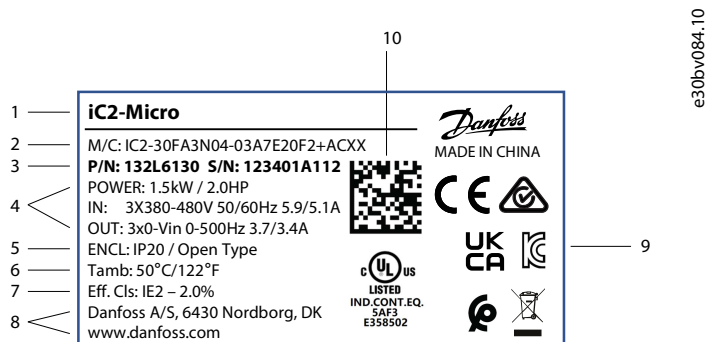 e30bv084.10
10
1
iC2-Micro
2
M/C: IC2-30FA3N04-03A7E20F2+ACXX
3
P/N: 132L6130 S/N: 123401A112
4
POWER: 1.5kW / 2.0HP
IN: 3X380-480V 50/60Hz 5.9/5.1A
OUT: 3x0-Vin 0-500Hz 3.7/3.4A
5
ENCL: IP20 / Open Type
6
Tamb: 50°C/122°F
7
Eff. Cls: IE2 – 2.0%
8
Danfoss A/S, 6430 Nordborg, DK
www.danfoss.com
Danfoss
MADE IN CHINA
CE
UK
CA
9
c UL us
LISTED
IND.CONT.EQ.
5AF3
E358502